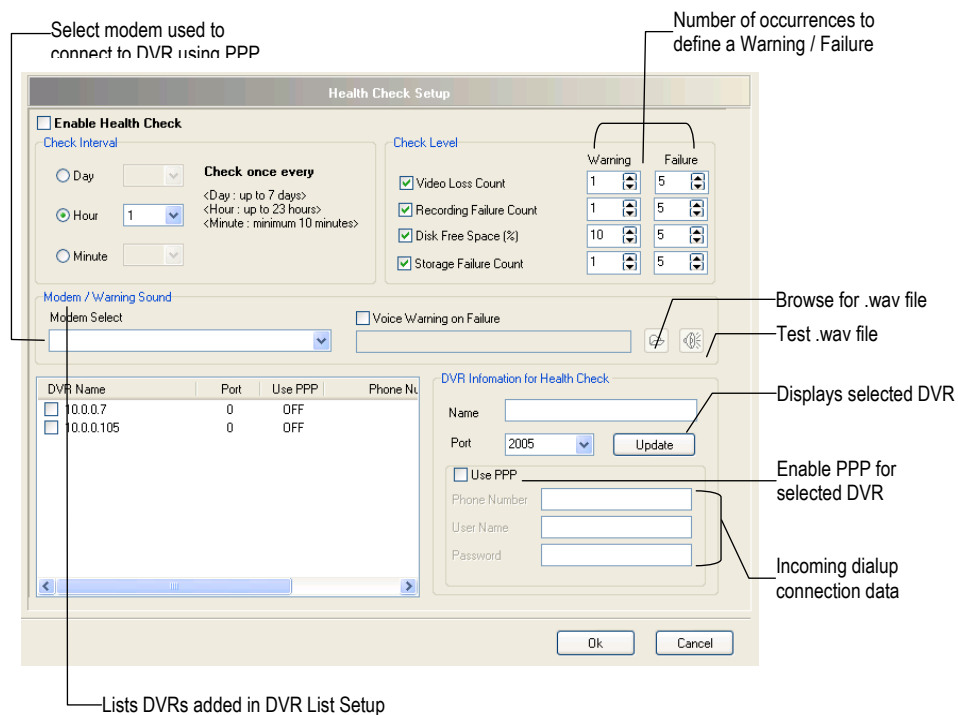 Select modem used to
connect to DVR using PPP
Number of occurrences to
define a Warning / Failure
Health Check Setup
Enable Health Check
Check Interval
Day
Check once every
<Day : up to 7 days>
<Hour : up to 23 hours>
<Minute : minimum 10 minutes>
Hour 1
Minute
Check Level
Warning Failure
Video Loss Count 1 5
Recording Failure Count 1 5
Disk Free Space (%) 10 5
Storage Failure Count 1 5
Modem / Warning Sound
Modem Select
Voice Warning on Failure
Browse for .wav file
Test .wav file
DVR Name Port Use PPP Phone Nu
10.0.0.7 0 OFF
10.0.0.105 0 OFF
DVR Infomation for Health Check
Name
Port 2005 Update
Displays selected DVR
Use PPP
Enable PPP for
selected DVR
Phone Number
User Name
Password
Incoming dialup
connection data
Ok Cancel
Lists DVRs added in DVR List Setup